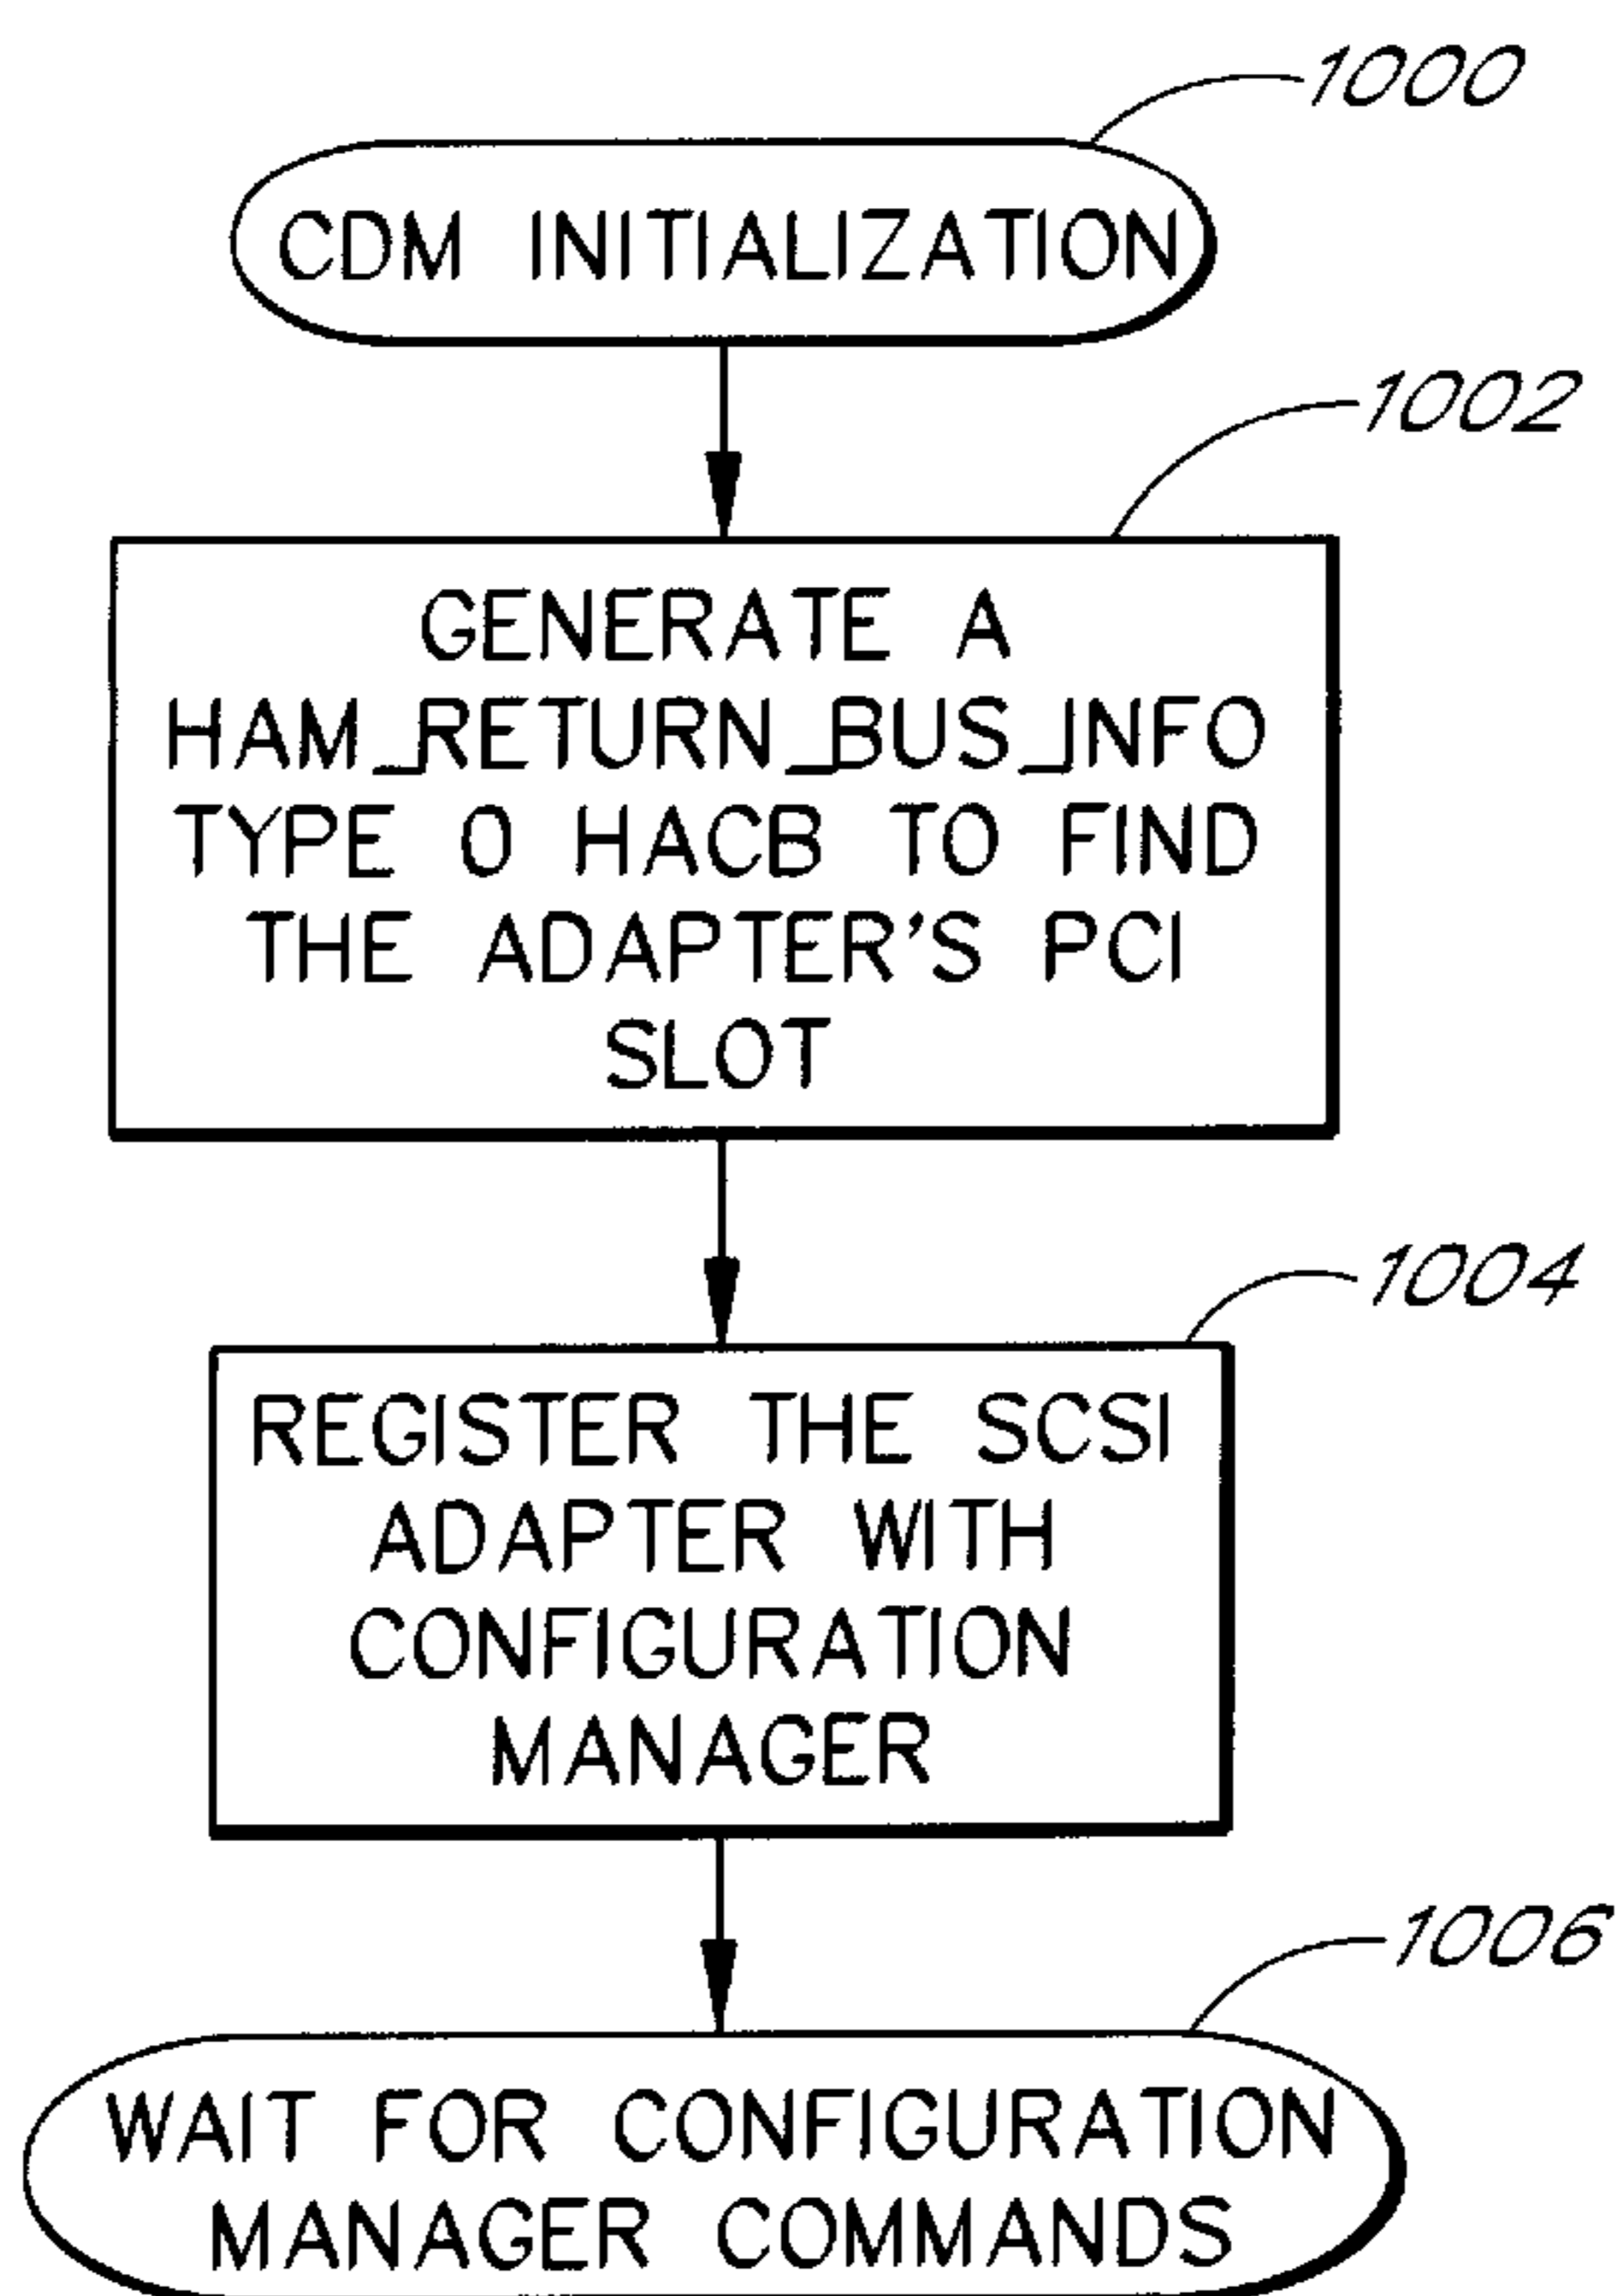 1000
CDM INITIALIZATION
1002
GENERATE A
HAM_RETURN_BUS_INFO
TYPE 0 HACB TO FIND
THE ADAPTER'S PCI
SLOT
1004
REGISTER THE SCSI
ADAPTER WITH
CONFIGURATION
MANAGER
1006
WAIT FOR CONFIGURATION
MANAGER COMMANDS